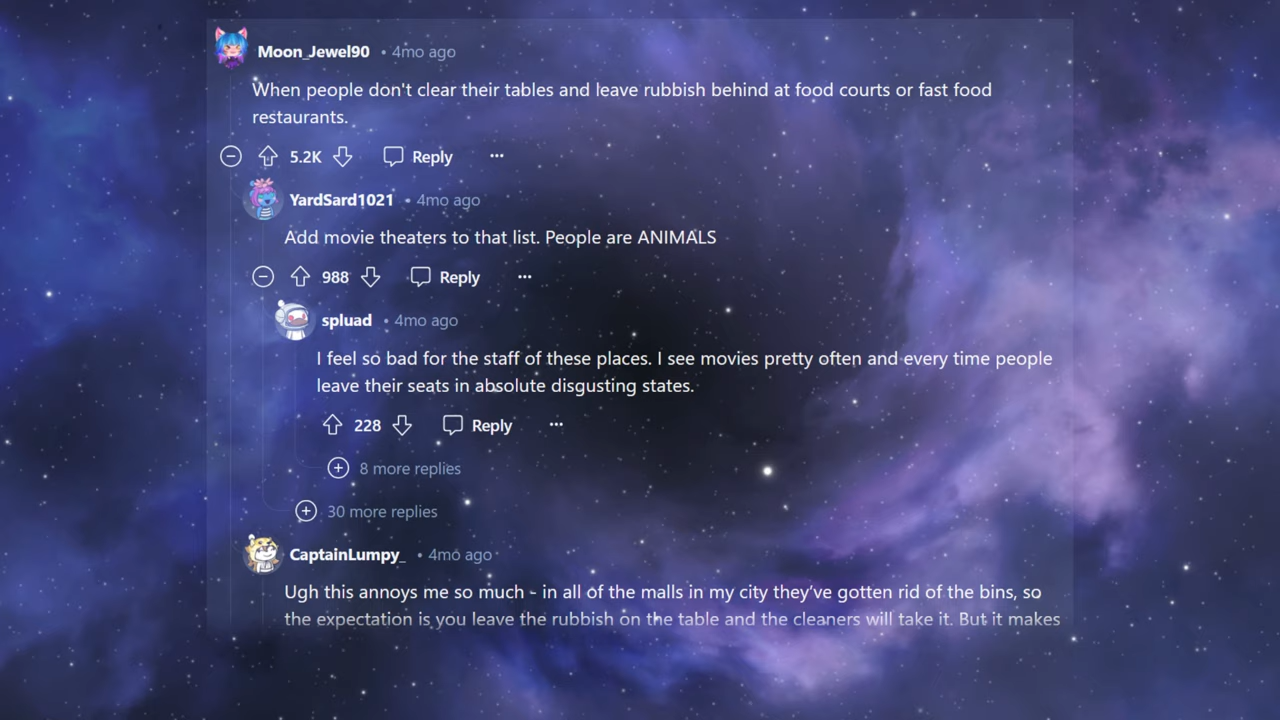 Moon_Jewel90 • 4mo ago
When people don't clear their tables and leave rubbish behind at food courts or fast food
restaurants.
5.2K Reply ···
YardSard1021 • 4mo ago
Add movie theaters to that list. People are ANIMALS
988 Reply ···
spluad • 4mo ago
I feel so bad for the staff of these places. I see movies pretty often and every time people
leave their seats in absolute disgusting states.
228 Reply ···
8 more replies
30 more replies
CaptainLumpy_ • 4mo ago
Ugh this annoys me so much - in all of the malls in my city they’ve gotten rid of the bins, so
the expectation is you leave the rubbish on the table and the cleaners will take it. But it makes